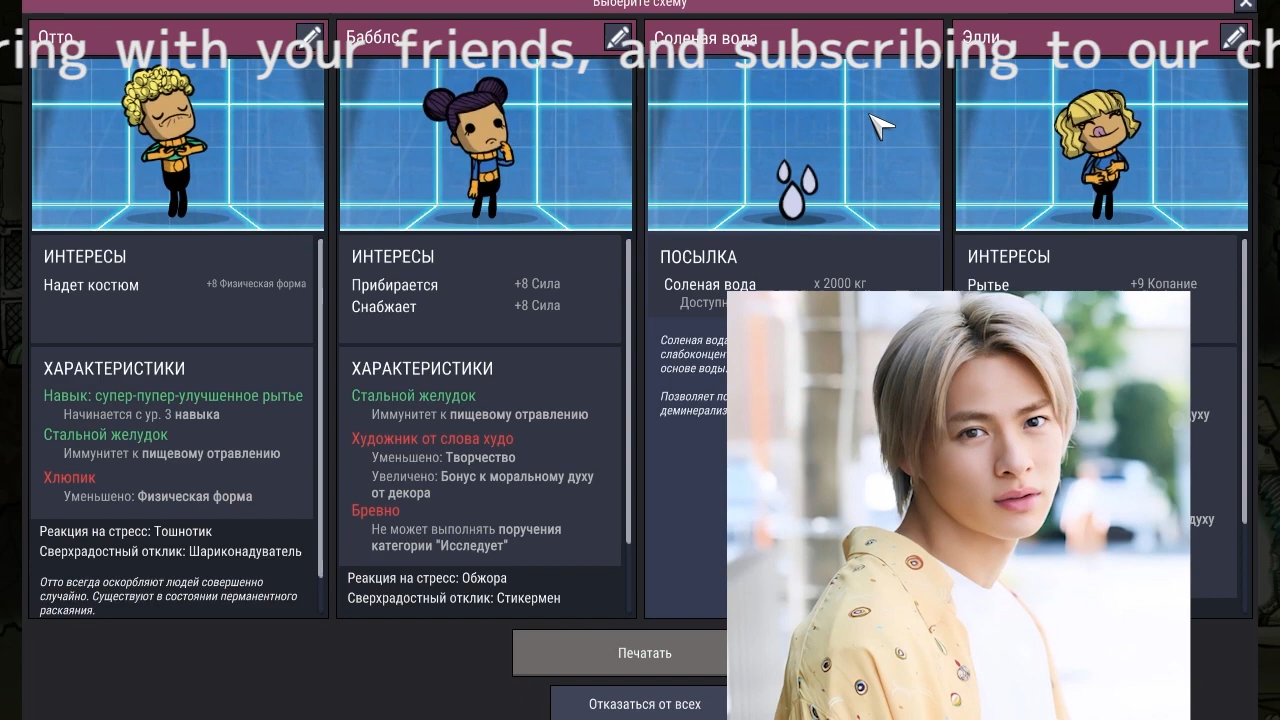 Выберите схему
Отто
Бабблс
Соленая вода
Элли
ring with your friends, and subscribing to our ch
ИНТЕРЕСЫ
Надет костюм
+8 Физическая форма
ХАРАКТЕРИСТИКИ
Навык: супер-пупер-улучшенное рытье
Начинается с ур. 3 навыка
Стальной желудок
Иммунитет к пищевому отравлению
Хлюпик
Уменьшено: Физическая форма
Реакция на стресс: Тошнотик
Сверхрадостный отклик: Шариконадуватель
Отто всегда оскорбляют людей совершенно
случайно. Существуют в состоянии перманентного
раскаяния.
ИНТЕРЕСЫ
Прибирается
+8 Сила
Снабжает
+8 Сила
ХАРАКТЕРИСТИКИ
Стальной желудок
Иммунитет к пищевому отравлению
Художник от слова худо
Уменьшено: Творчество
Увеличено: Бонус к моральному духу
от декора
Бревно
Не может выполнять поручения
категории "Исследует"
Реакция на стресс: Обжора
Сверхрадостный отклик: Стикермен
ПОСЫЛКА
Соленая вода
x 2000 кг
Доступн
Соленая вода
слабоконцен
основе воды.
Позволяет по
деминерализ
ИНТЕРЕСЫ
Рытье
+9 Копание
уху
духу
Печатать
Отказаться от всех